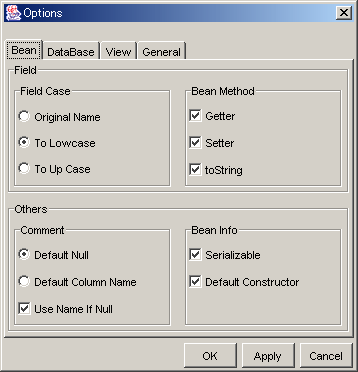 Options
Bean DataBase View General
Field
Field Case
Original Name
To Lowcase
To Up Case
Bean Method
Getter
Setter
toString
Others
Comment
Default Null
Default Column Name
Use Name If Null
Bean Info
Serializable
Default Constructor
OK Apply Cancel